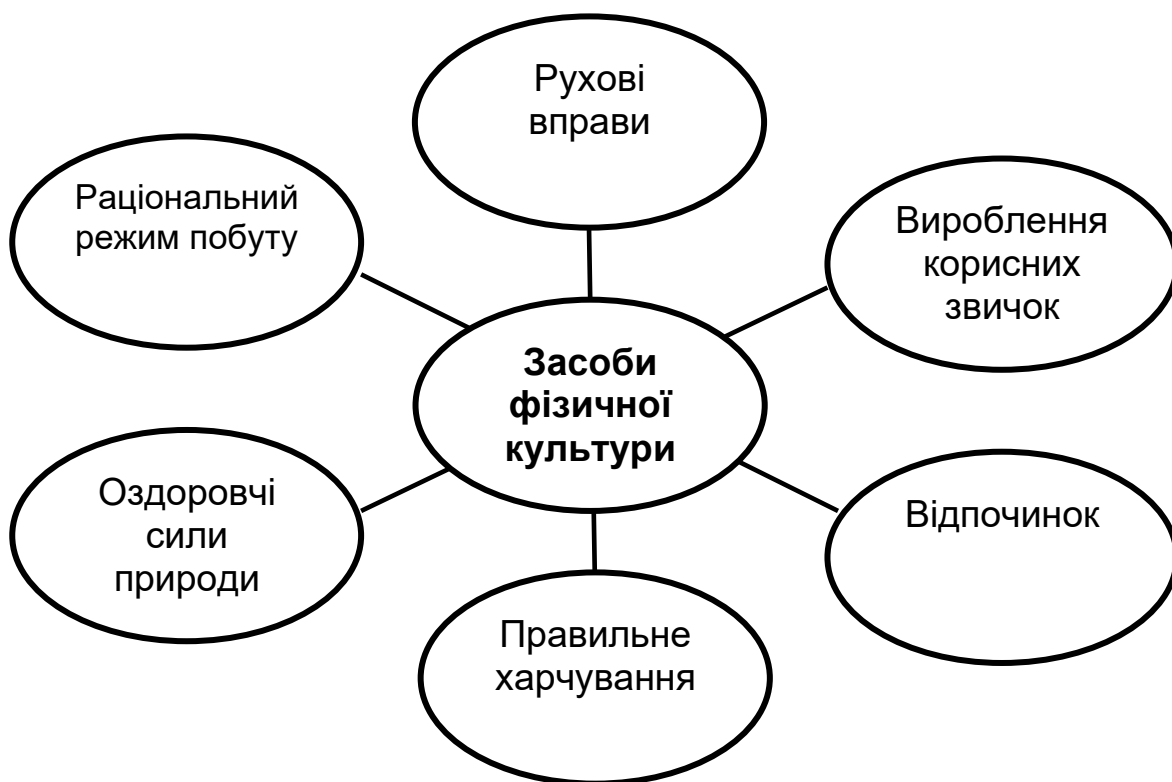 Рухові
вправи
Раціональний
режим побуту
Вироблення
корисних
звичок
Засоби
фізичної
культури
Оздоровчі
сили
природи
Відпочинок
Правильне
харчування